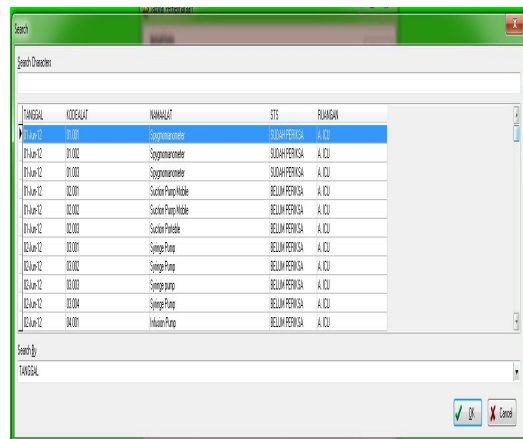 Search
Search Characters
TANGGAL KODEALAT NAMAALAT STS RUANGAN
01-Jun-12 01.001 Spygnomanometer SUDAH PERIKSA A. ICU
01-Jun-12 01.002 Spygnomanometer SUDAH PERIKSA A. ICU
01-Jun-12 01.003 Spygnomanometer SUDAH PERIKSA A. ICU
01-Jun-12 02.001 Suction Pump Mobile BELUM PERIKSA A. ICU
01-Jun-12 02.002 Suction Pump Mobile BELUM PERIKSA A. ICU
01-Jun-12 02.003 Suction Portable BELUM PERIKSA A. ICU
02-Jun-12 03.001 Syringe Pump BELUM PERIKSA A. ICU
02-Jun-12 03.002 Syringe Pump BELUM PERIKSA A. ICU
02-Jun-12 03.003 Syringe pump BELUM PERIKSA A. ICU
02-Jun-12 03.004 Syringe Pump BELUM PERIKSA A. ICU
02-Jun-12 04.001 Infusion Pump BELUM PERIKSA A. ICU
Search By
TANGGAL
OK Cancel